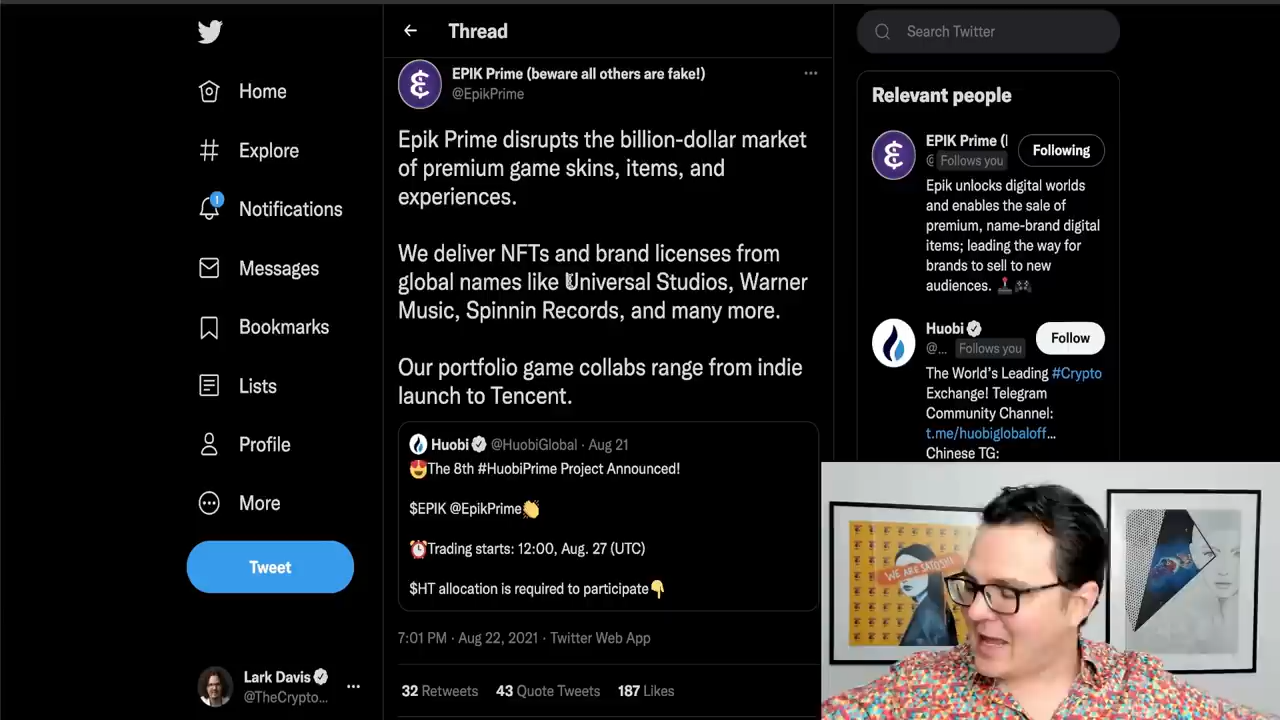 Thread
Search Twitter
Home
Explore
1
Notifications
Messages
Bookmarks
Lists
Profile
More
Tweet
Lark Davis
@TheCrypto...
EPIK Prime (beware all others are fake!)
@EpikPrime
Epik Prime disrupts the billion-dollar market
of premium game skins, items, and
experiences.
We deliver NFTs and brand licenses from
global names like Universal Studios, Warner
Music, Spinnin Records, and many more.
Our portfolio game collabs range from indie
launch to Tencent.
Huobi @HuobiGlobal · Aug 21
😍The 8th #HuobiPrime Project Announced!
$EPIK @EpikPrime👏
⏰Trading starts: 12:00, Aug. 27 (UTC)
$HT allocation is required to participate👇
7:01 PM · Aug 22, 2021 · Twitter Web App
32 Retweets 43 Quote Tweets 187 Likes
Relevant people
EPIK Prime (
Following
@ Follows you
Epik unlocks digital worlds
and enables the sale of
premium, name-brand digital
items; leading the way for
brands to sell to new
audiences. 🕹️🎮
Huobi
Follow
@... Follows you
The World's Leading #Crypto
Exchange! Telegram
Community Channel:
t.me/huobiglobaloff...
Chinese TG:
WE ARE SATOSHI